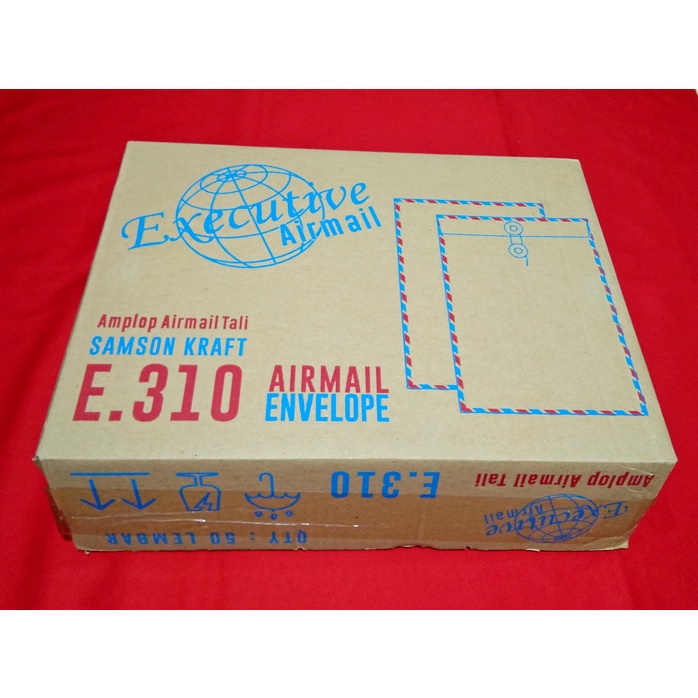 Executive
Airmail
Amplop Airmail Tali
SAMSON KRAFT
E.310
AIRMAIL
ENVELOPE
Amplop Airmail Tali
E.310
Executive
Airmail
QTY : 50 LEMBAR